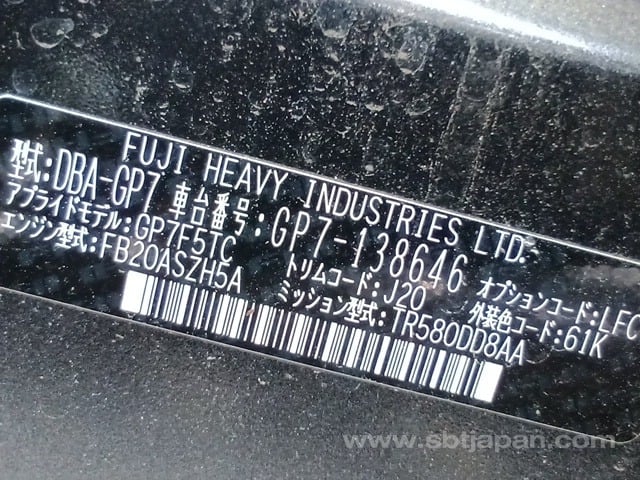 FUJI HEAVY INDUSTRIES LTD.
型式:DBA-GP7 車台番号:GP7-138646
アプライドモデル:GP7F5TC トリムコード:J20 オプションコード:LFC
エンジン型式:FB20ASZH5A ミッション型式:TR580DD8AA 外装色コード:61K
www.sbtjapan.com